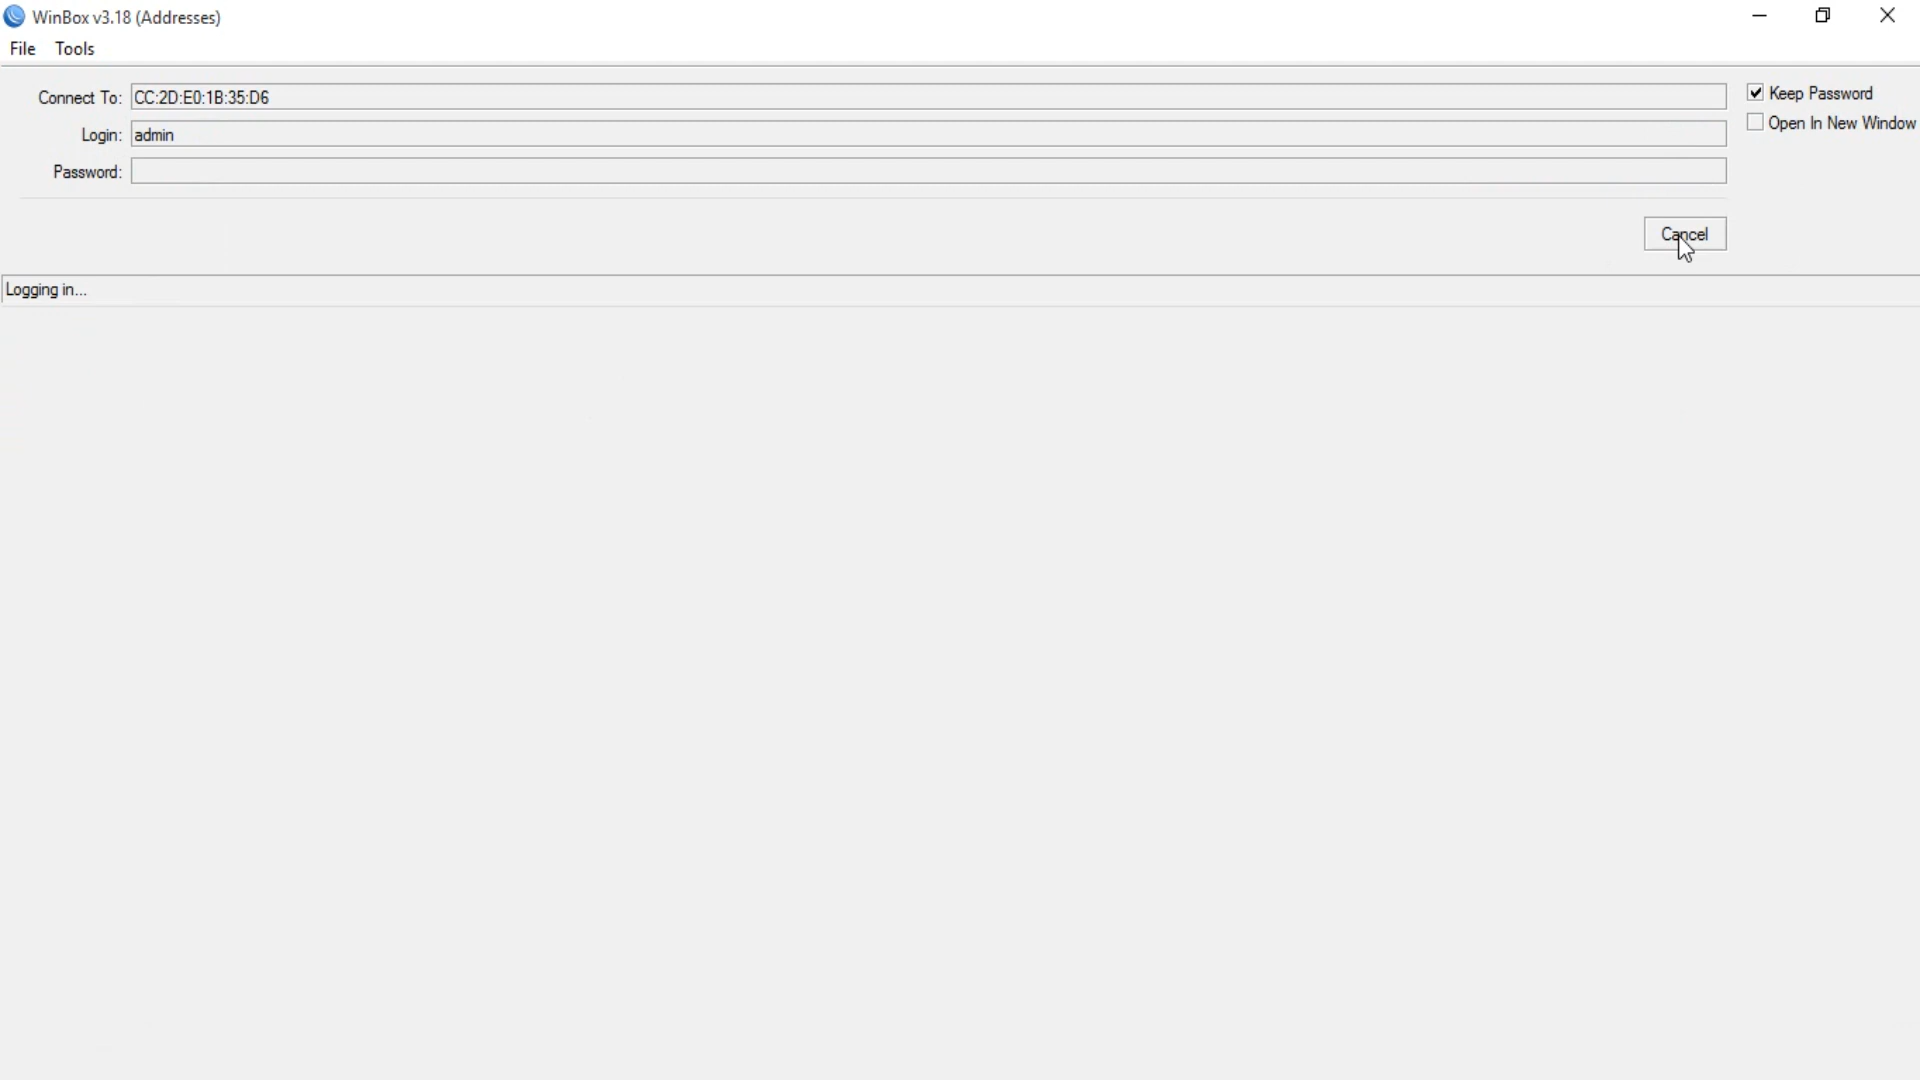 WinBox v3.18 (Addresses)
File Tools
Connect To: CC:2D:E0:1B:35:D6
Keep Password
Login: admin
Open In New Window
Password:
Cancel
Logging in...